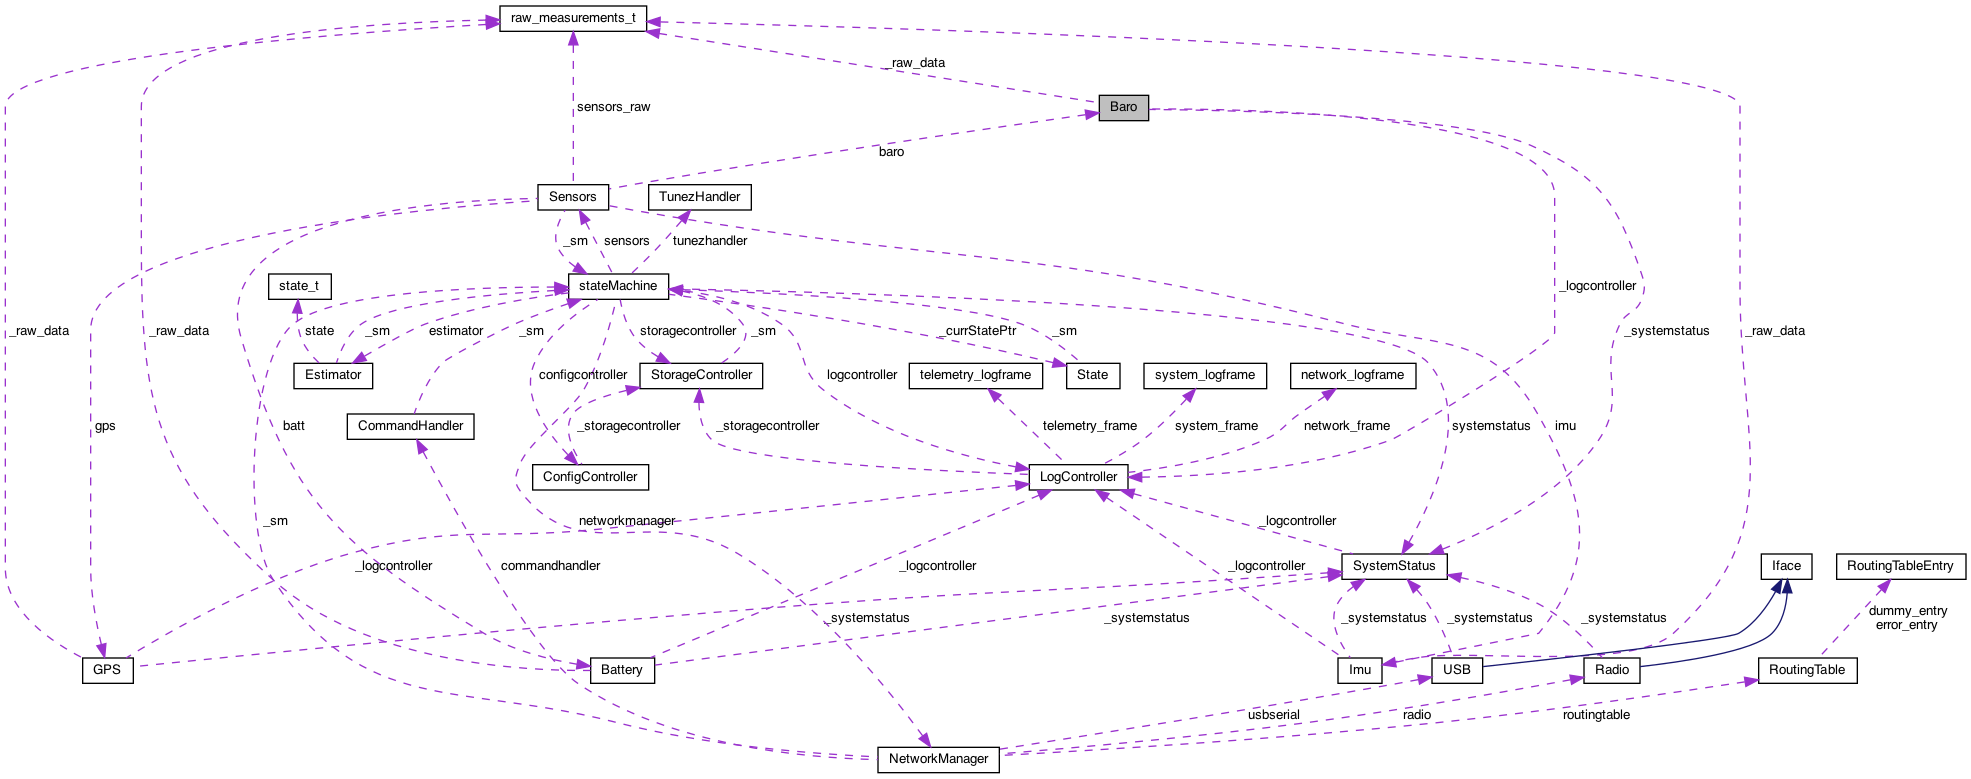 raw_measurements_t
_raw_data
Baro
sensors_raw
baro
Sensors
TunezHandler
_sm
sensors
tunezhandler
state_t
stateMachine
_logcontroller
_raw_data
_raw_data
state
_sm
estimator
_sm
storagecontroller
_sm
_currStatePtr
_sm
_systemstatus
_raw_data
Estimator
configcontroller
StorageController
logcontroller
telemetry_logframe
State
system_logframe
network_logframe
gps
batt
CommandHandler
_storagecontroller
_storagecontroller
telemetry_frame
system_frame
network_frame
systemstatus
imu
ConfigController
LogController
_sm
networkmanager
_logcontroller
_logcontroller
commandhandler
_logcontroller
_logcontroller
SystemStatus
Iface
RoutingTableEntry
_systemstatus
_systemstatus
_systemstatus
_systemstatus
_systemstatus
dummy_entry
error_entry
GPS
Battery
Imu
USB
Radio
RoutingTable
usbserial
radio
routingtable
NetworkManager